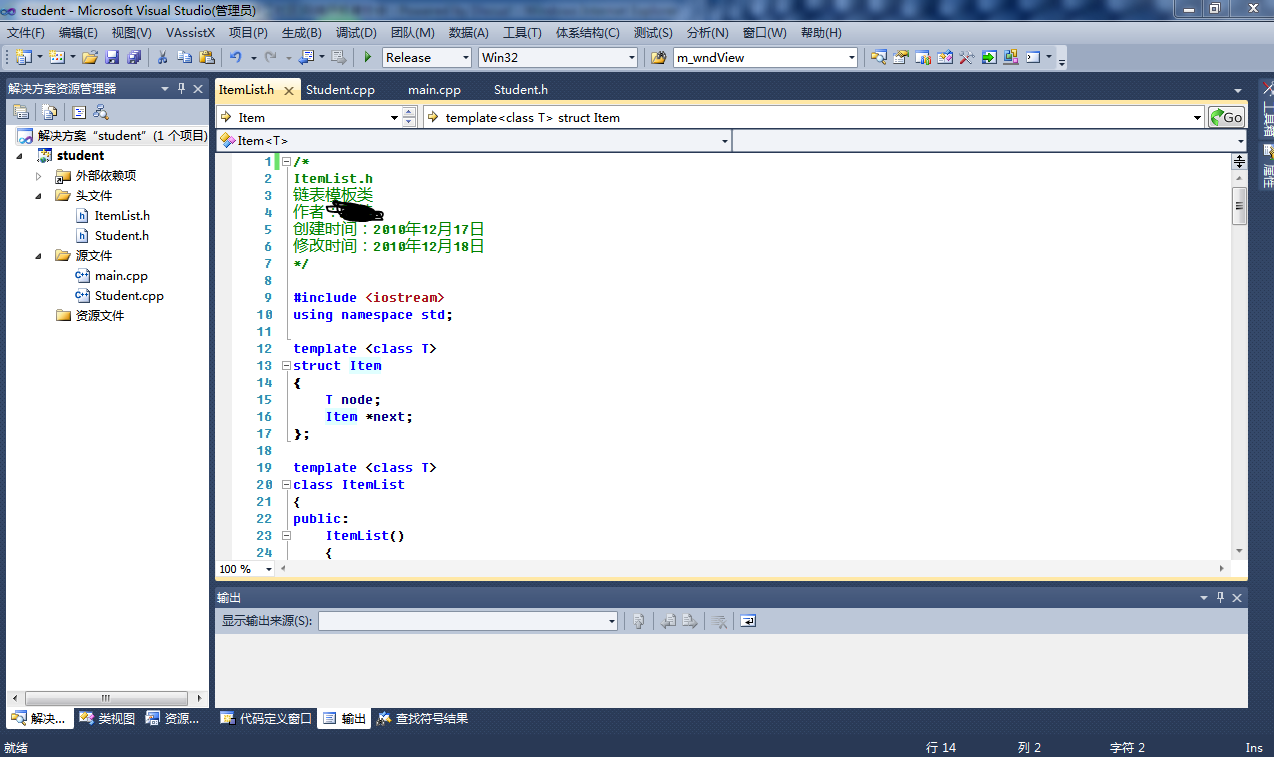 student - Microsoft Visual Studio(管理员)
文件(F) 编辑(E) 视图(V) VAssistX 项目(P) 生成(B) 调试(D) 团队(M) 数据(A) 工具(T) 体系结构(C) 测试(S) 分析(N) 窗口(W) 帮助(H)
Release Win32 m_wndView
解决方案资源管理器
解决方案 “student” (1 个项目)
student
外部依赖项
头文件
ItemList.h
Student.h
源文件
main.cpp
Student.cpp
资源文件
解决... 类视图 资源...
ItemList.h Student.cpp main.cpp Student.h
Item template<class T> struct Item Go
Item<T>
1 /*
2 ItemList.h
3 链表模板类
4 作者：
5 创建时间：2010年12月17日
6 修改时间：2010年12月18日
7 */
8
9 #include <iostream>
10 using namespace std;
11
12 template <class T>
13 struct Item
14 {
15 T node;
16 Item *next;
17 };
18
19 template <class T>
20 class ItemList
21 {
22 public:
23 ItemList()
24 {
100 %
工具箱
属性
输出
显示输出来源(S):
代码定义窗口 输出 查找符号结果
就绪 行 14 列 2 字符 2 Ins